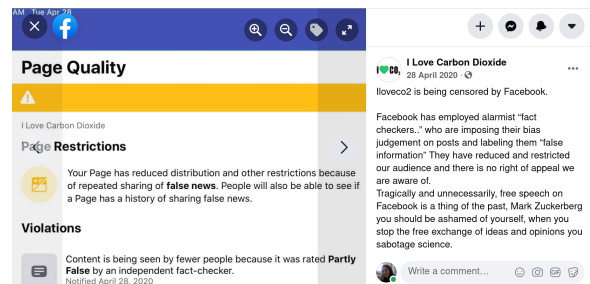 AM Tue Apr 28
Page Quality
I Love Carbon Dioxide
Page Restrictions
Your Page has reduced distribution and other restrictions because
of repeated sharing of false news. People will also be able to see if
a Page has a history of sharing false news.
Violations
Content is being seen by fewer people because it was rated Partly
False by an independent fact-checker.
Notified April 28, 2020
I CO₂
I Love Carbon Dioxide
28 April 2020 ·
Iloveco2 is being censored by Facebook.
Facebook has employed alarmist “fact
checkers..” who are imposing their bias
judgement on posts and labeling them “false
information” They have reduced and restricted
our audience and there is no right of appeal we
are aware of.
Tragically and unnecessarily, free speech on
Facebook is a thing of the past, Mark Zuckerberg
you should be ashamed of yourself, when you
stop the free exchange of ideas and opinions you
sabotage science.
Write a comment...
GIF